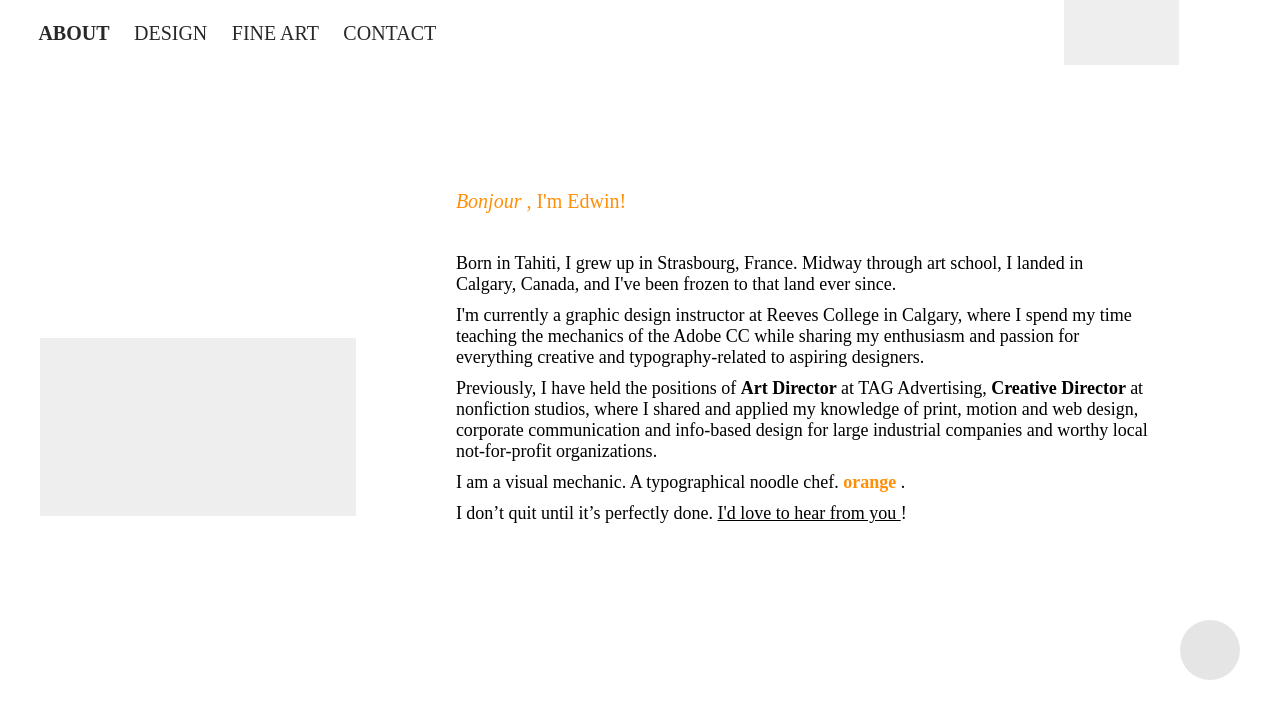 ABOUT DESIGN FINE ART CONTACT
Bonjour , I'm Edwin!
Born in Tahiti, I grew up in Strasbourg, France. Midway through art school, I landed in
Calgary, Canada, and I've been frozen to that land ever since.
I'm currently a graphic design instructor at Reeves College in Calgary, where I spend my time
teaching the mechanics of the Adobe CC while sharing my enthusiasm and passion for
everything creative and typography-related to aspiring designers.
Previously, I have held the positions of Art Director at TAG Advertising, Creative Director at
nonfiction studios, where I shared and applied my knowledge of print, motion and web design,
corporate communication and info-based design for large industrial companies and worthy local
not-for-profit organizations.
I am a visual mechanic. A typographical noodle chef. orange .
I don’t quit until it’s perfectly done. I'd love to hear from you !